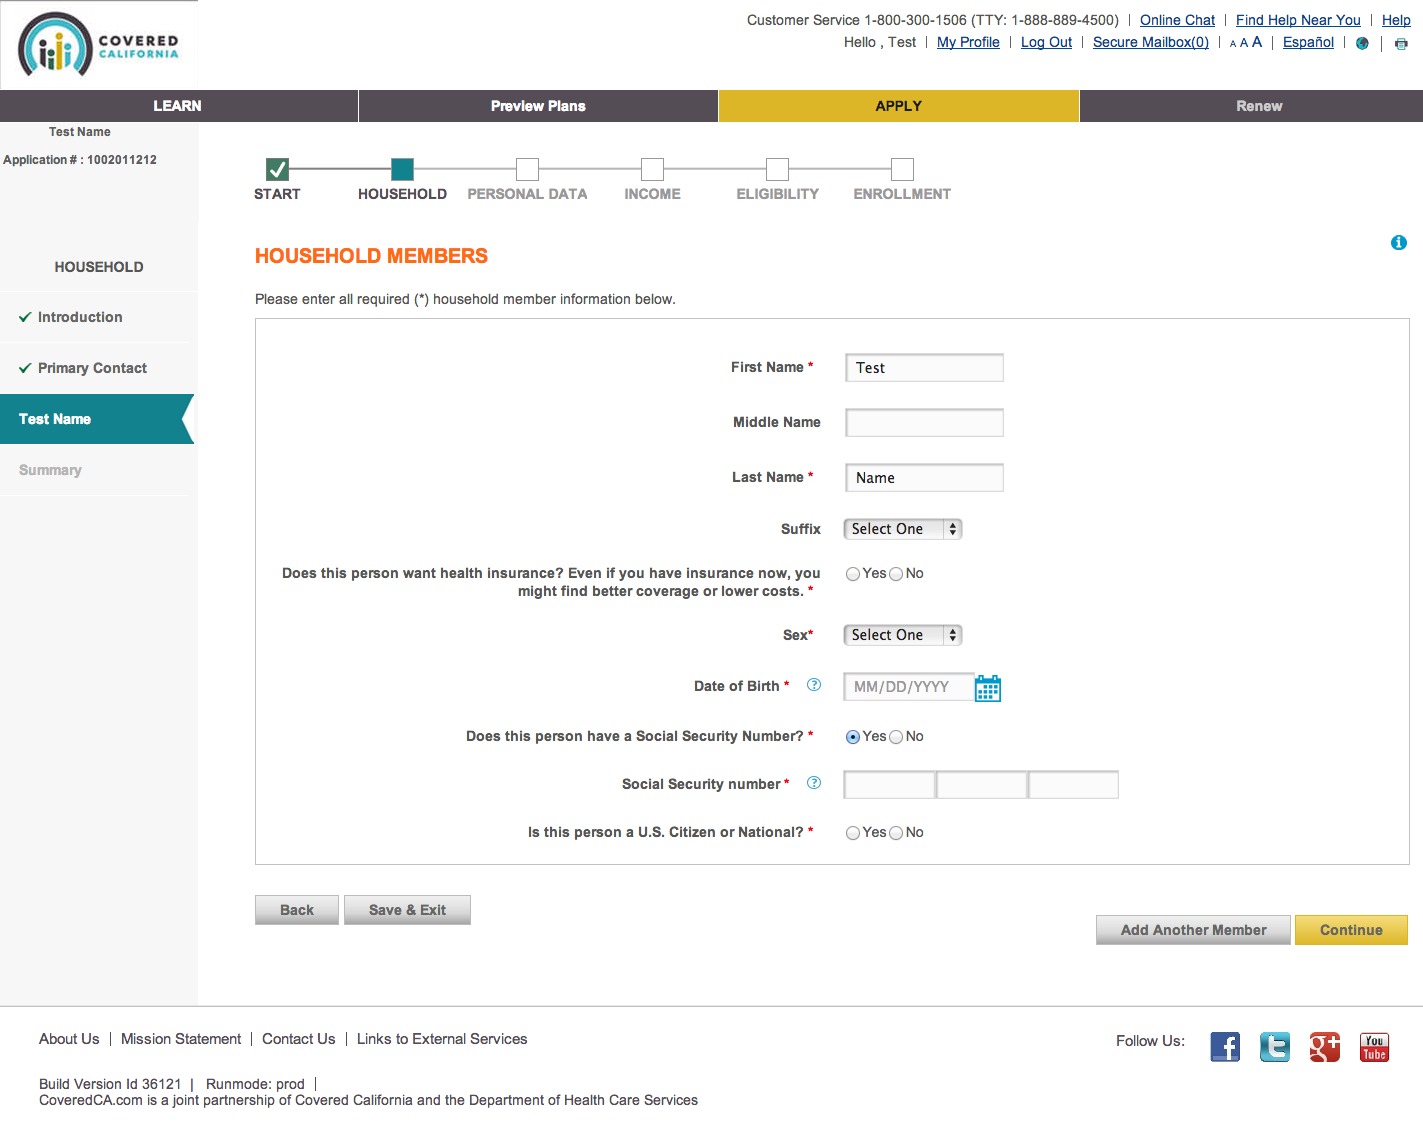 COVERED
CALIFORNIA
Customer Service 1-800-300-1506 (TTY: 1-888-889-4500) | Online Chat | Find Help Near You | Help
Hello , Test | My Profile | Log Out | Secure Mailbox(0) | A A A | Español |
LEARN Preview Plans APPLY Renew
Test Name
Application # : 1002011212
START HOUSEHOLD PERSONAL DATA INCOME ELIGIBILITY ENROLLMENT
HOUSEHOLD
Introduction
Primary Contact
Test Name
Summary
HOUSEHOLD MEMBERS
Please enter all required (*) household member information below.
First Name * Test
Middle Name
Last Name * Name
Suffix Select One
Does this person want health insurance? Even if you have insurance now, you
might find better coverage or lower costs. * Yes No
Sex* Select One
Date of Birth * ? MM/DD/YYYY
Does this person have a Social Security Number? * Yes No
Social Security number * ?
Is this person a U.S. Citizen or National? * Yes No
Back Save & Exit
Add Another Member Continue
About Us | Mission Statement | Contact Us | Links to External Services
Follow Us: f t g+ You Tube
Build Version Id 36121 | Runmode: prod |
CoveredCA.com is a joint partnership of Covered California and the Department of Health Care Services